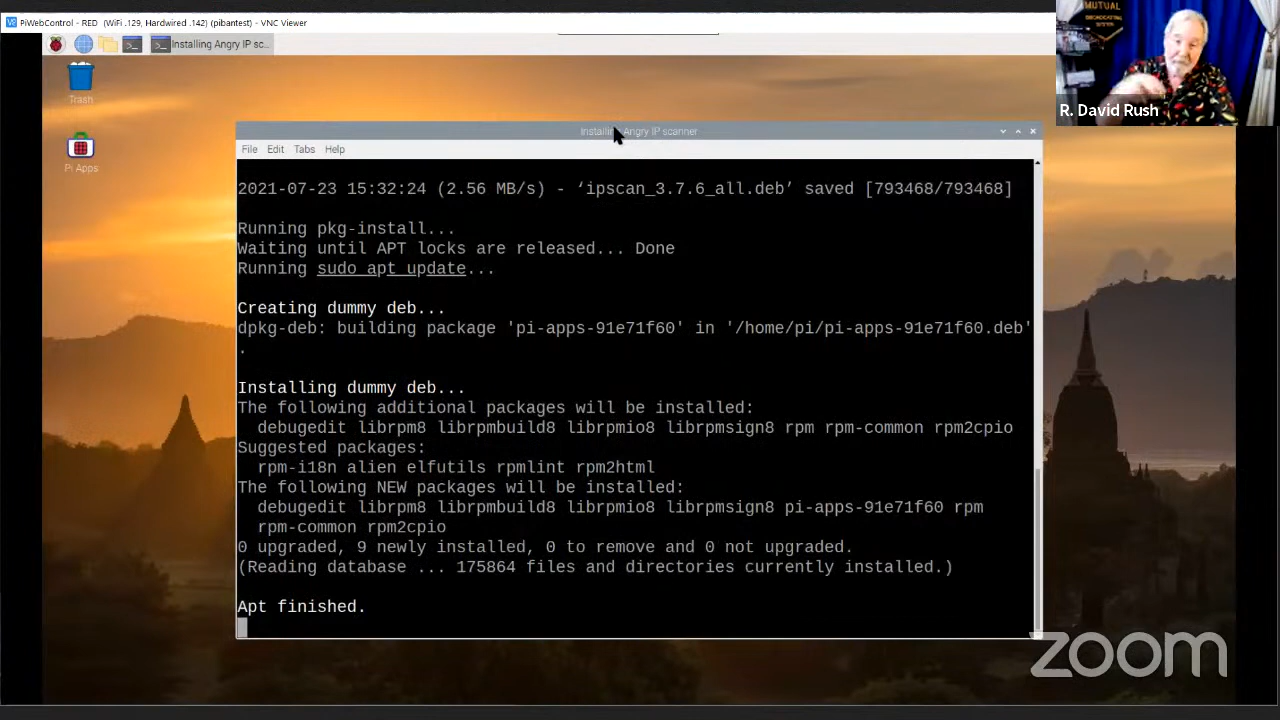 PiWebControl - RED (WiFi .129, Hardwired .142) (pibantest) - VNC Viewer
Installing Angry IP sc...
MUTUAL
BROADCASTING
SYSTEM
Trash
R. David Rush
Installing Angry IP scanner
File Edit Tabs Help
Pi Apps
2021-07-23 15:32:24 (2.56 MB/s) - ‘ipscan_3.7.6_all.deb’ saved [793468/793468]
Running pkg-install...
Waiting until APT locks are released... Done
Running sudo apt update...
Creating dummy deb...
dpkg-deb: building package 'pi-apps-91e71f60' in '/home/pi/pi-apps-91e71f60.deb'
.
Installing dummy deb...
The following additional packages will be installed:
debugedit librpm8 librpmbuild8 librpmio8 librpmsign8 rpm rpm-common rpm2cpio
Suggested packages:
rpm-i18n alien elfutils rpmlint rpm2html
The following NEW packages will be installed:
debugedit librpm8 librpmbuild8 librpmio8 librpmsign8 pi-apps-91e71f60 rpm
rpm-common rpm2cpio
0 upgraded, 9 newly installed, 0 to remove and 0 not upgraded.
(Reading database ... 175864 files and directories currently installed.)
Apt finished.
zoom